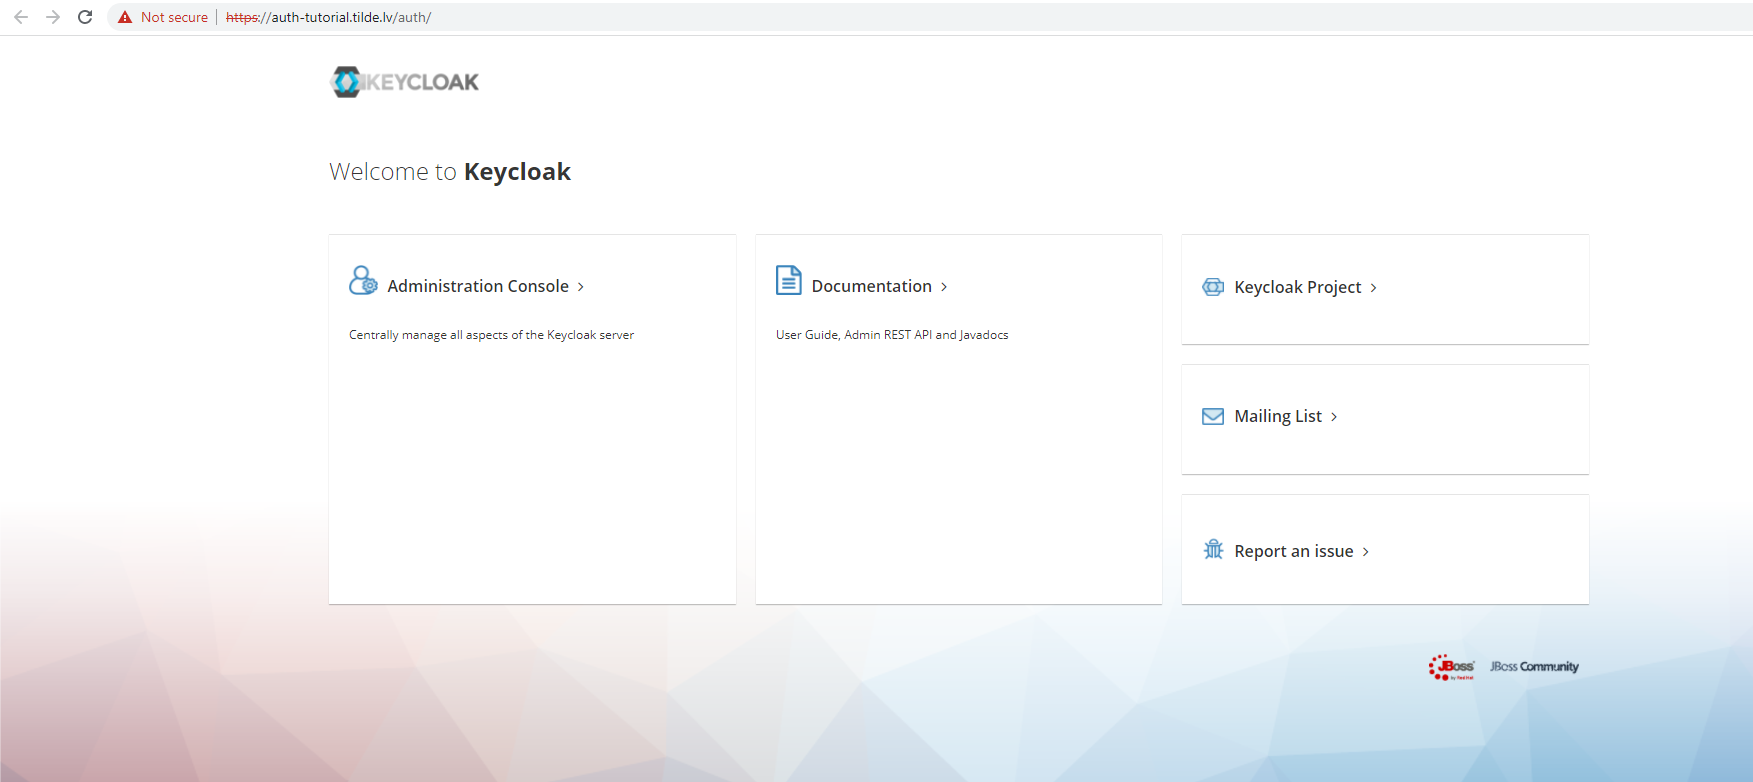 Not secure https://auth-tutorial.tilde.lv/auth/
KEYCLOAK
Welcome to Keycloak
Administration Console
Centrally manage all aspects of the Keycloak server
Documentation
User Guide, Admin REST API and Javadocs
Keycloak Project
Mailing List
Report an issue
JBoss by Red Hat JBoss Community